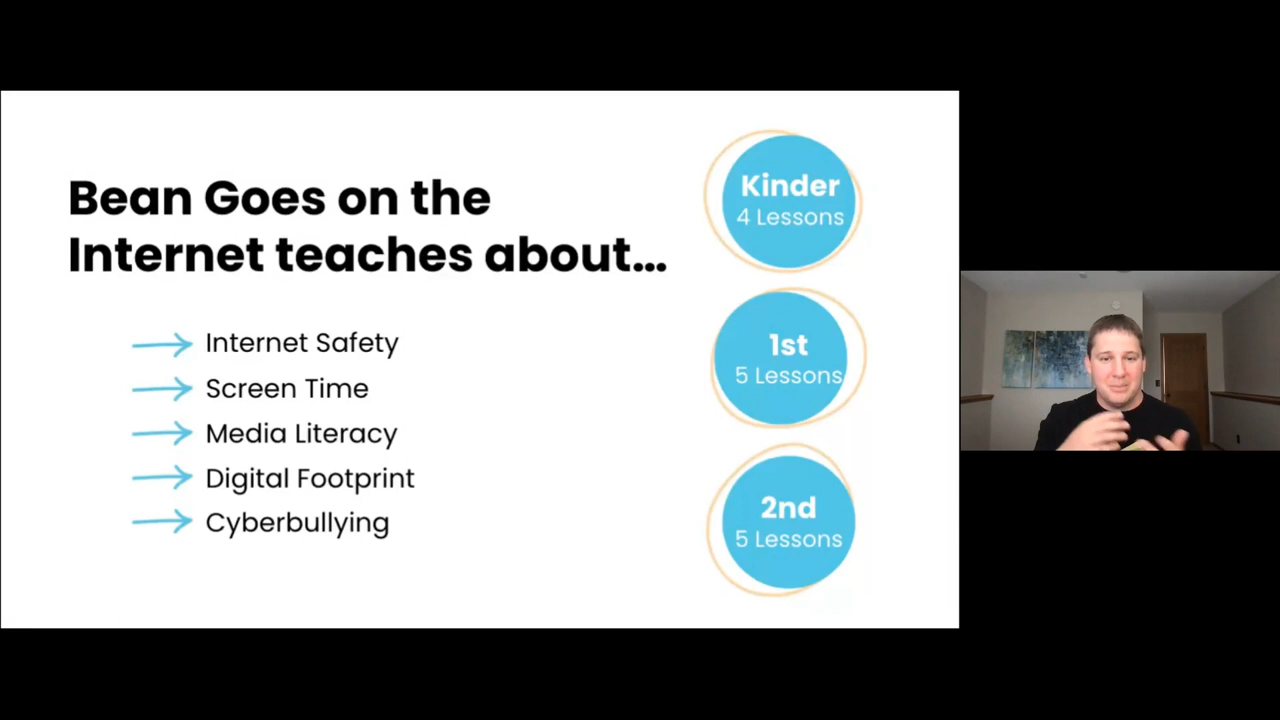 Bean Goes on the
Internet teaches about...
Internet Safety
Screen Time
Media Literacy
Digital Footprint
Cyberbullying
Kinder
4 Lessons
1st
5 Lessons
2nd
5 Lessons